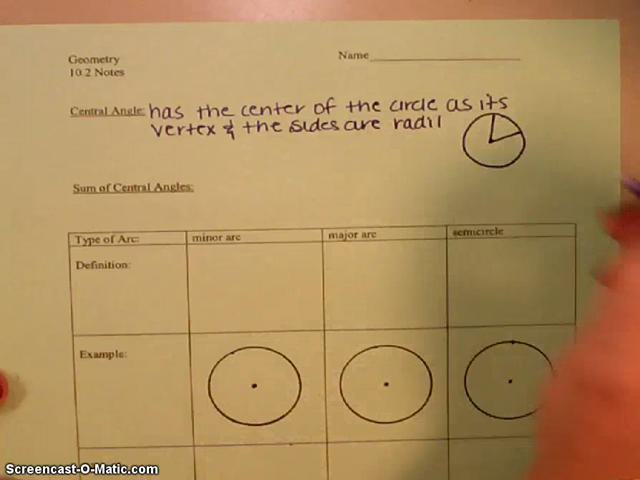 Geometry
Name
10.2 Notes
Central Angle: has the center of the circle as its
vertex & the sides are radii
Sum of Central Angles:
Type of Arc: minor arc major arc semicircle
Definition:
Example:
Screencast-O-Matic.com